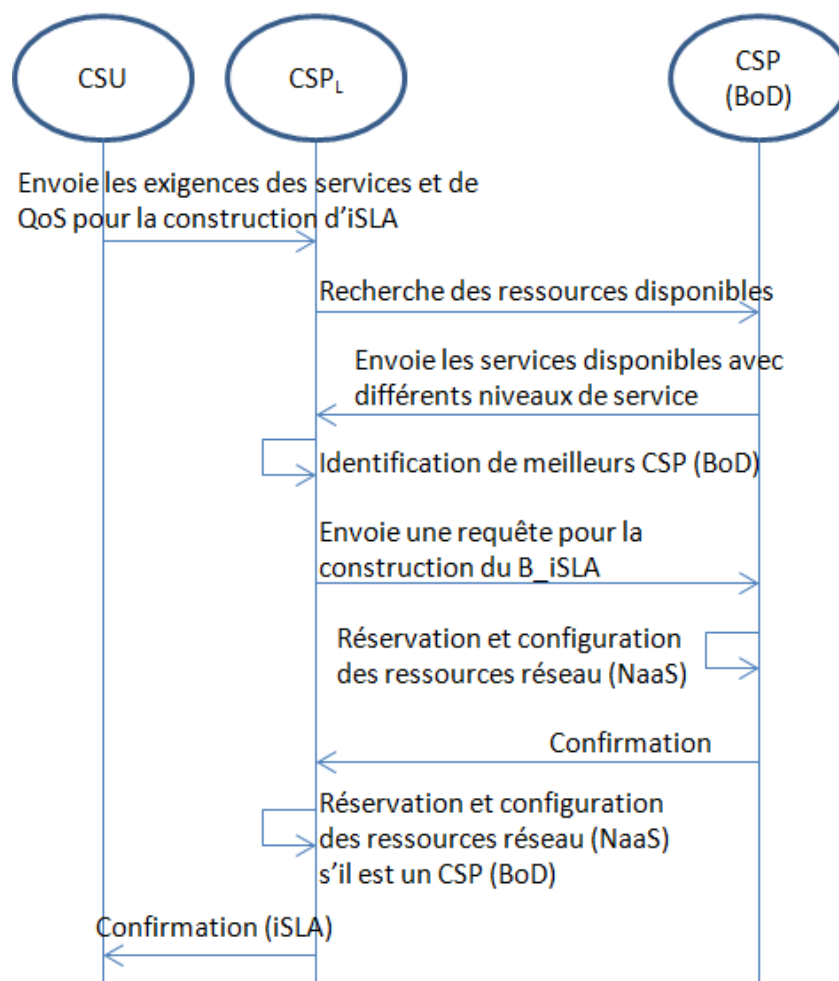 CSU
CSPL
CSP
(BoD)
Envoie les exigences des services et de
QoS pour la construction d'iSLA
Recherche des ressources disponibles
Envoie les services disponibles avec
différents niveaux de service
Identification de meilleurs CSP (BoD)
Envoie une requête pour la
construction du B_iSLA
Réservation et configuration
des ressources réseau (NaaS)
Confirmation
Réservation et configuration
des ressources réseau (NaaS)
s'il est un CSP (BoD)
Confirmation (iSLA)